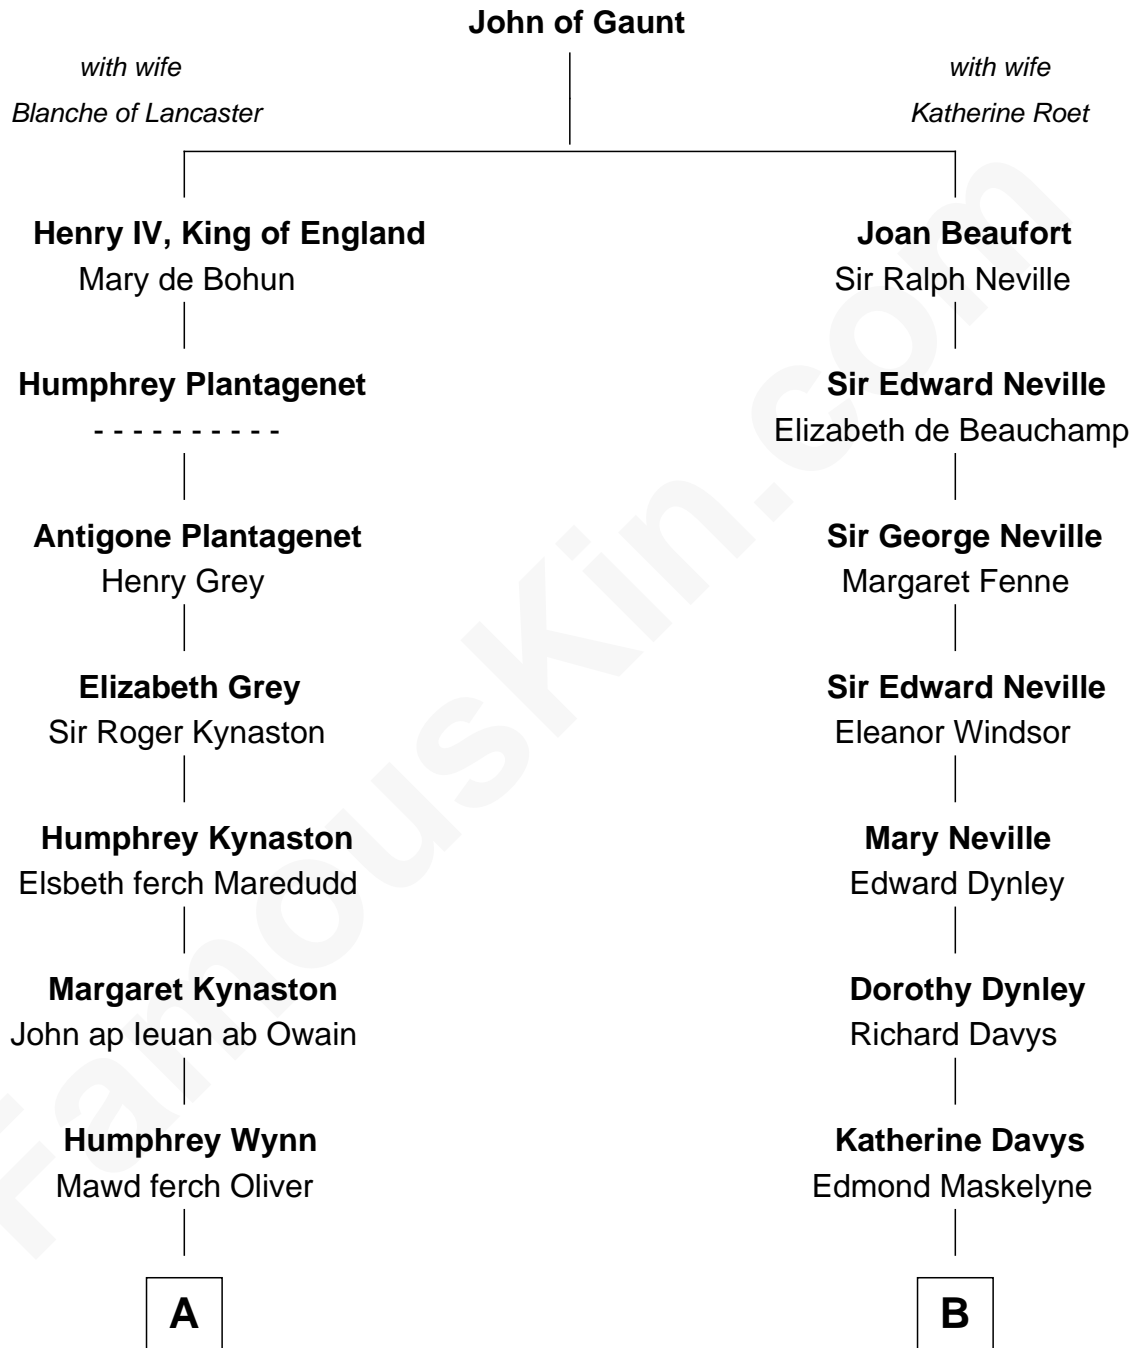 John of Gaunt
with wife
Blanche of Lancaster
with wife
Katherine Roet
Henry IV, King of England
Mary de Bohun
Joan Beaufort
Sir Ralph Neville
Humphrey Plantagenet
- - - - - - - - - -
Sir Edward Neville
Elizabeth de Beauchamp
Antigone Plantagenet
Henry Grey
Sir George Neville
Margaret Fenne
Elizabeth Grey
Sir Roger Kynaston
Sir Edward Neville
Eleanor Windsor
Humphrey Kynaston
Elsbeth ferch Maredudd
Mary Neville
Edward Dynley
Margaret Kynaston
John ap Ieuan ab Owain
Dorothy Dynley
Richard Davys
Humphrey Wynn
Mawd ferch Oliver
Katherine Davys
Edmond Maskelyne
A
B
FamousKin.com